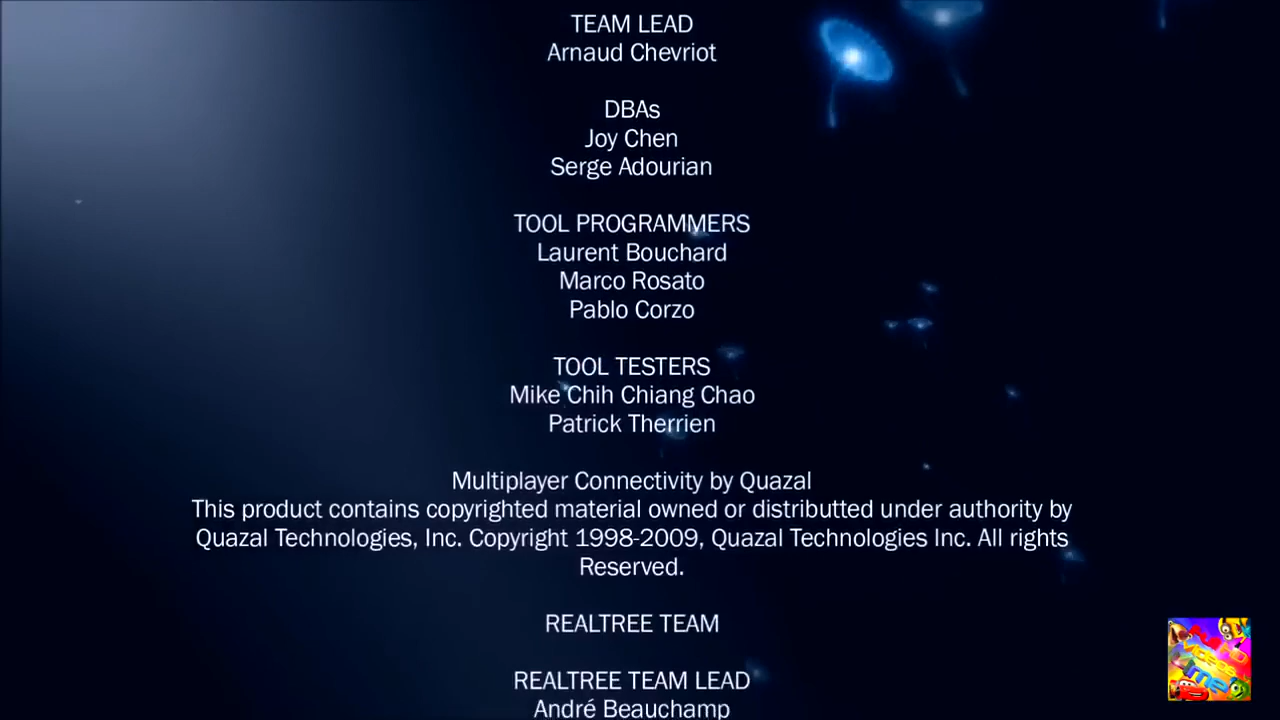 TEAM LEAD
Arnaud Chevriot
DBAs
Joy Chen
Serge Adourian
TOOL PROGRAMMERS
Laurent Bouchard
Marco Rosato
Pablo Corzo
TOOL TESTERS
Mike Chih Chiang Chao
Patrick Therrien
Multiplayer Connectivity by Quazal
This product contains copyrighted material owned or distributted under authority by
Quazal Technologies, Inc. Copyright 1998-2009, Quazal Technologies Inc. All rights
Reserved.
REALTREE TEAM
REALTREE TEAM LEAD
André Beauchamp